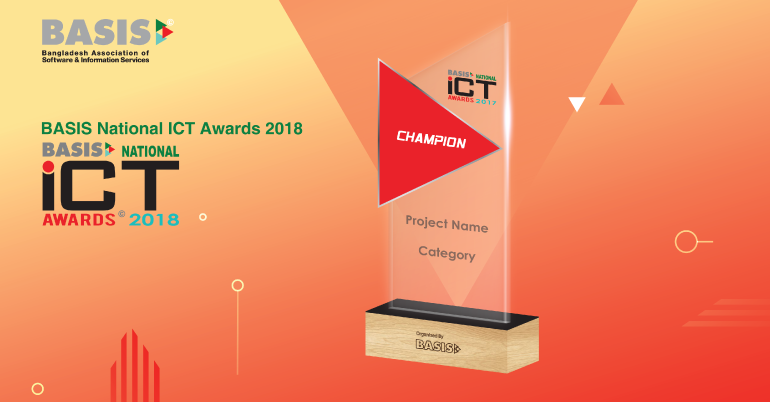 BASIS ©
Bangladesh Association of
Software & Information Services
BASIS National ICT Awards 2018
BASIS NATIONAL
iCT
AWARDS © 2018
BASIS NATIONAL
iCT
AWARDS 2017
CHAMPION
Project Name
Category
Organized By
BASIS